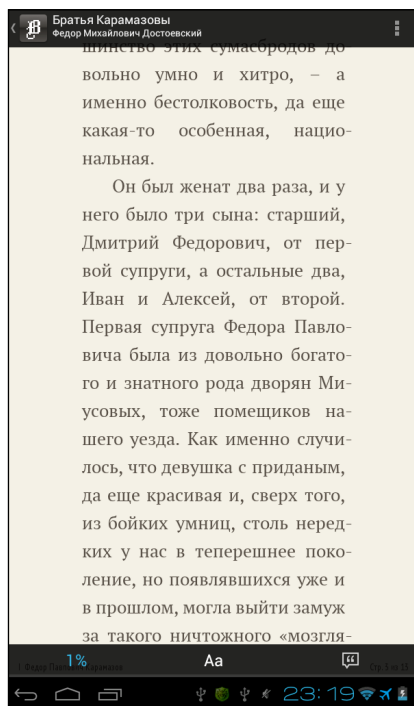 Братья Карамазовы
Федор Михайлович Достоевский
шинство этих сумасбродов до
вольно умно и хитро, – а
именно бестолковость, да еще
какая-то особенная, нацио-
нальная.
Он был женат два раза, и у
него было три сына: старший,
Дмитрий Федорович, от пер-
вой супруги, а остальные два,
Иван и Алексей, от второй.
Первая супруга Федора Павло-
вича была из довольно богато-
го и знатного рода дворян Ми-
усовых, тоже помещиков на-
шего уезда. Как именно случи-
лось, что девушка с приданым,
да еще красивая и, сверх того,
из бойких умниц, столь неред-
ких у нас в теперешнее поко-
ление, но появлявшихся уже и
в прошлом, могла выйти замуж
за такого ничтожного «мозгля-
1% Aa
23:19